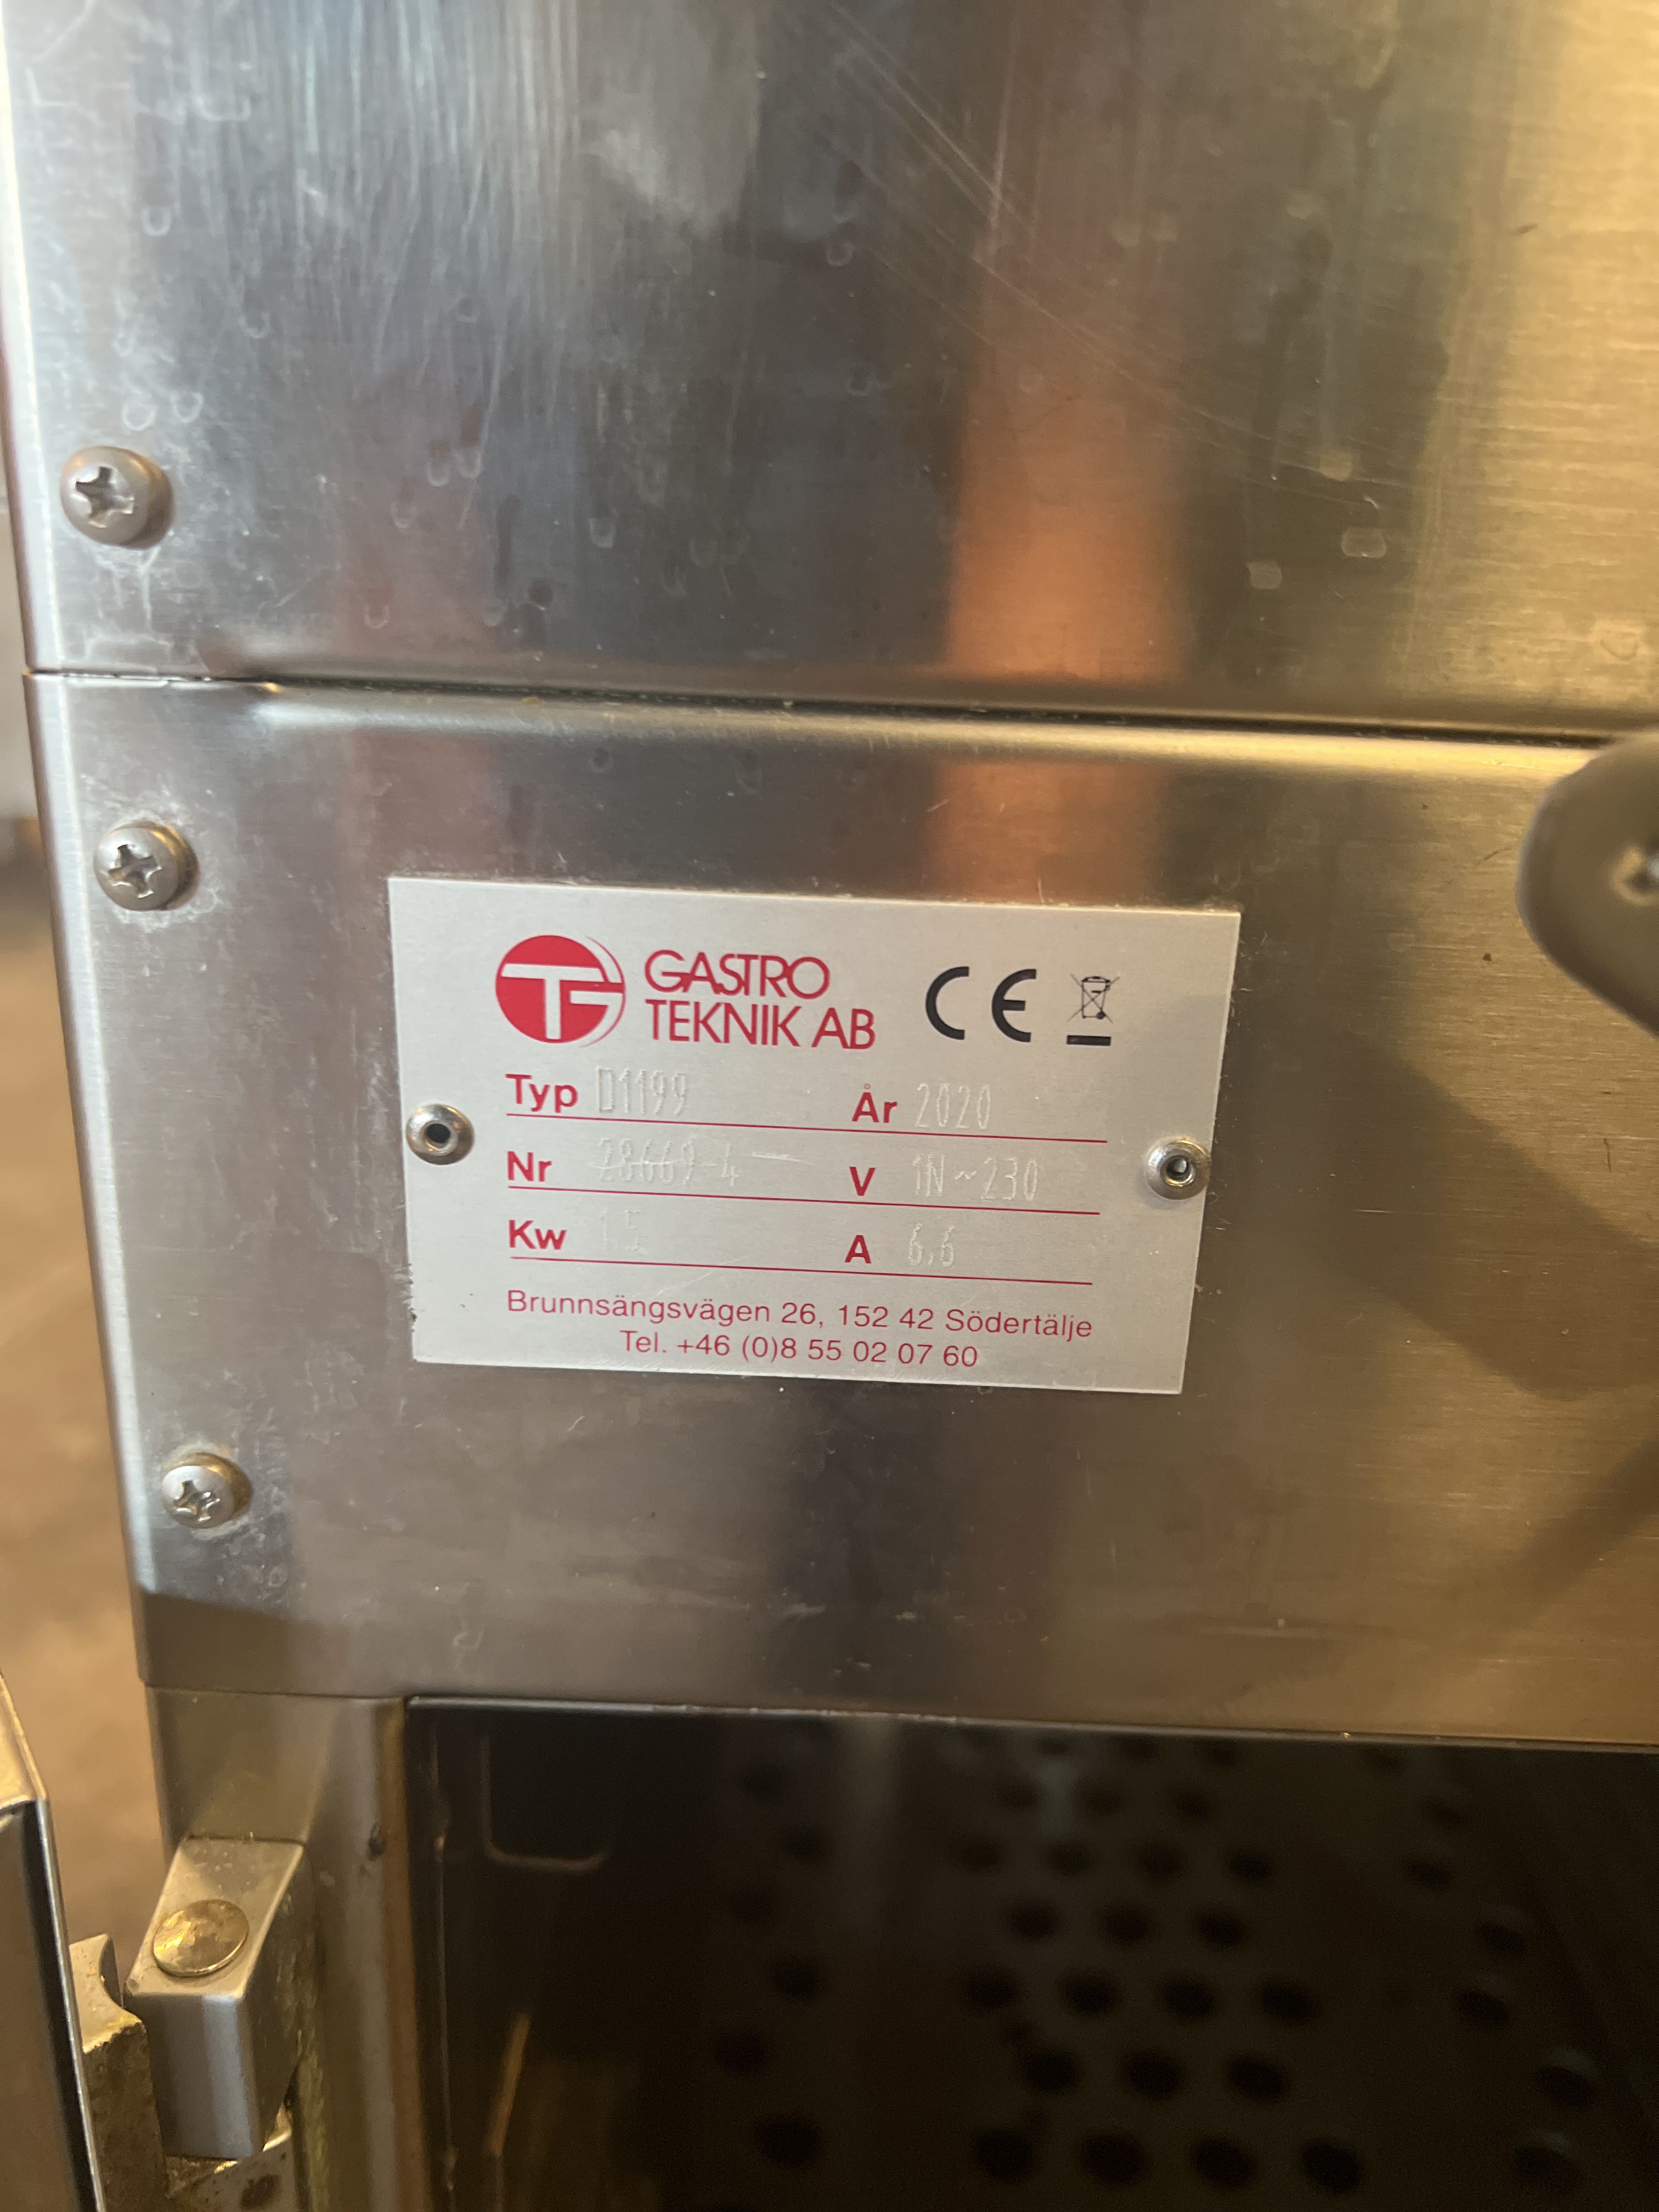 GASTRO
TEKNIK AB CE
Typ D1199 År 2020
Nr 28669-4 V 1N~230
Kw 1,5 A 6,6
Brunnsängsvägen 26, 152 42 Södertälje
Tel. +46 (0)8 55 02 07 60